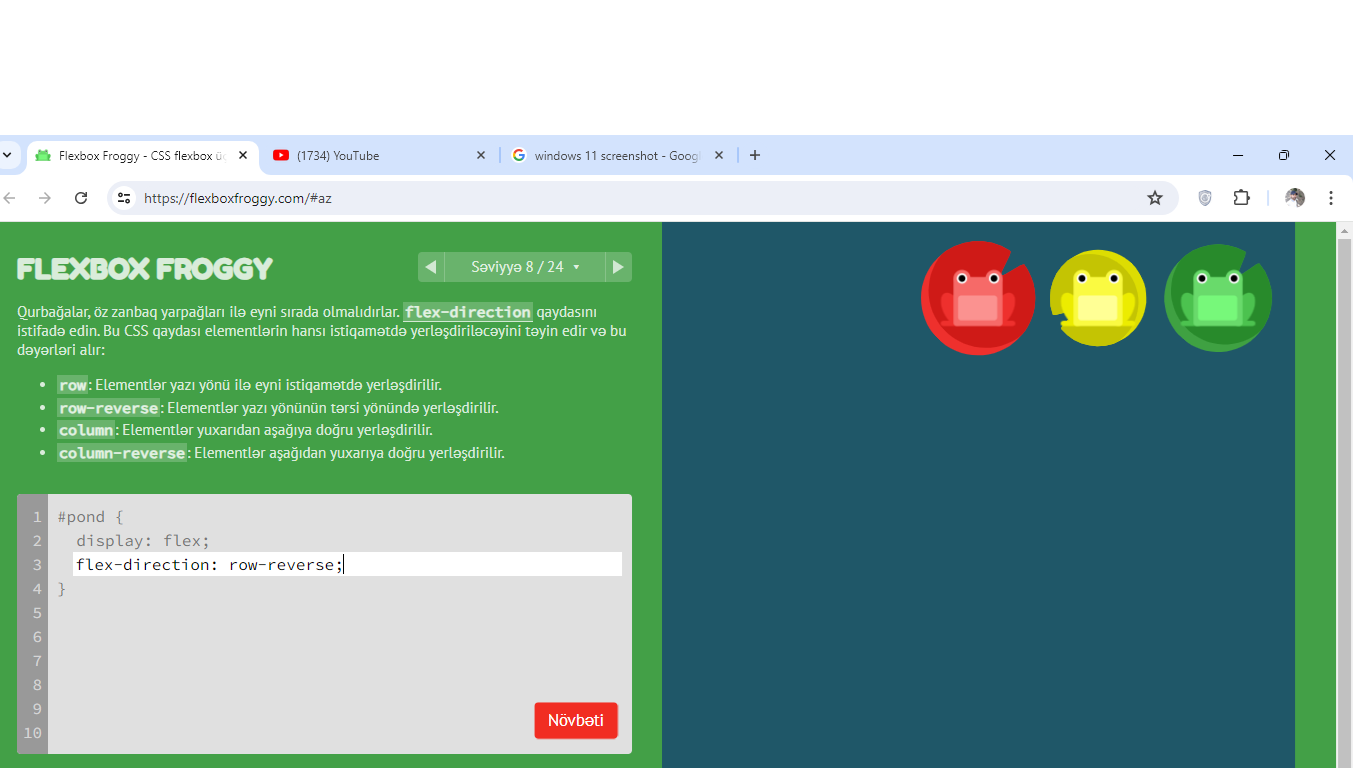 Flexbox Froggy - CSS flexbox
(1734) YouTube
windows 11 screenshot - Goog
https://flexboxfroggy.com/#az
FLEXBOX FROGGY
Səviyyə 8 / 24
Qurbağalar, öz zanbaq yarpağları ilə eyni sırada olmalıdırlar. flex-direction qaydasını
istifadə edin. Bu CSS qaydası elementlərin hansı istiqamətdə yerləşdiriləcəyini təyin edir və bu
dəyərləri alır:
• row: Elementlər yazı yönü ilə eyni istiqamətdə yerləşdirilir.
• row-reverse: Elementlər yazı yönünün tərsi yönündə yerləşdirilir.
• column: Elementlər yuxarıdan aşağıya doğru yerləşdirilir.
• column-reverse: Elementlər aşağıdan yuxarıya doğru yerləşdirilir.
1 #pond {
2 display: flex;
3 flex-direction: row-reverse;
4 }
5
6
7
8
9
10
Növbəti